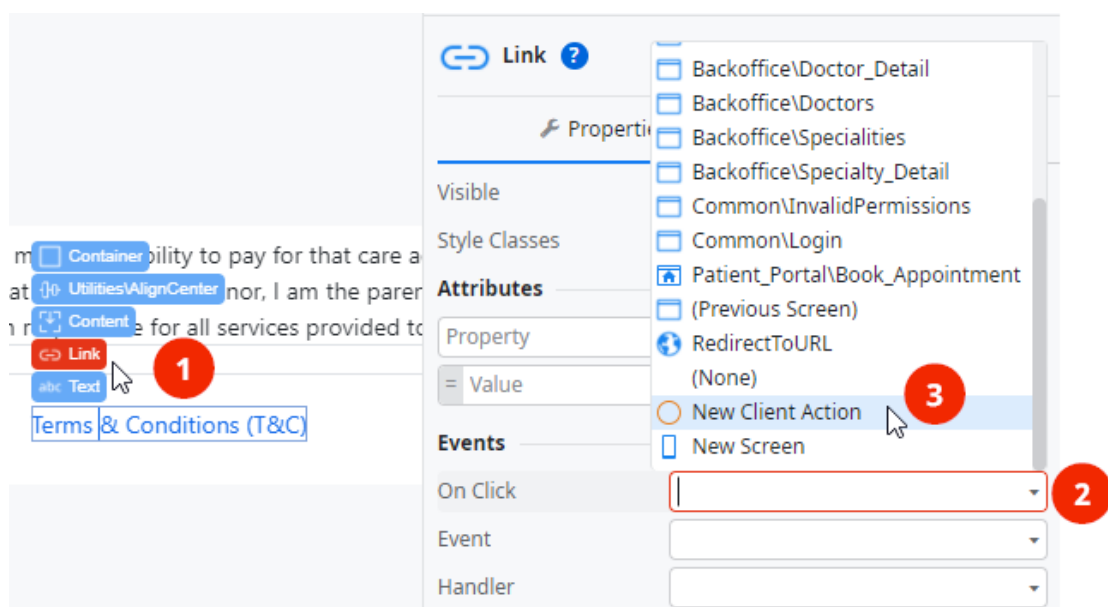 m
Container
bility to pay for that care a
at
Utilities\AlignCenter
nor, I am the parer
Content
e for all services provided to
Link
1
abc Text
Terms & Conditions (T&C)
Link ?
Properti
Visible
Style Classes
Attributes
Property
= Value
Events
On Click
2
Event
Handler
Backoffice\Doctor_Detail
Backoffice\Doctors
Backoffice\Specialities
Backoffice\Specialty_Detail
Common\InvalidPermissions
Common\Login
Patient_Portal\Book_Appointment
(Previous Screen)
RedirectToURL
(None)
New Client Action
3
New Screen